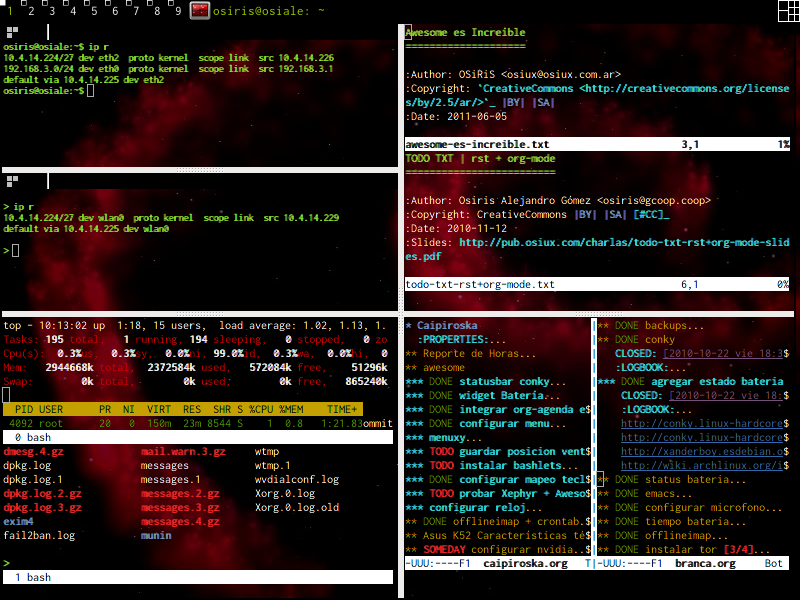 1 2 3 4 5 6 7 8 9 osiris@osiale: ~
osiris@osiale:~$ ip r
10.4.14.224/27 dev eth2  proto kernel  scope link  src 10.4.14.226
192.168.3.0/24 dev eth0  proto kernel  scope link  src 192.168.3.1
default via 10.4.14.225 dev eth2
osiris@osiale:~$
> ip r
10.4.14.224/27 dev wlan0  proto kernel  scope link  src 10.4.14.229
default via 10.4.14.225 dev wlan0
>
top - 10:13:02 up  1:18, 15 users,  load average: 1.02, 1.13, 1.
Tasks: 195 total,   1 running, 194 sleeping,   0 stopped,   0 zo
Cpu(s):  0.3%us,  0.3%sy,  0.0%ni, 99.0%id,  0.3%wa,  0.0%hi,  0
Mem:   2944668k total,  2372584k used,   572084k free,    51296k
Swap:        0k total,        0k used,        0k free,   865240k
PID USER      PR  NI  VIRT  RES  SHR S %CPU %MEM    TIME+
4092 root      20   0  150m  23m 8544 S    1  0.8   1:21.83ommit
0 bash
dmesg.4.gz mail.warn.3.gz wtmp
dpkg.log messages wtmp.1
dpkg.log.1 messages.1 wvdialconf.log
dpkg.log.2.gz messages.2.gz Xorg.0.log
dpkg.log.3.gz messages.3.gz Xorg.0.log.old
exim4 messages.4.gz
fail2ban.log munin
>
1 bash
Awesome es Increíble
====================
:Author: OSiRiS <osiux@osiux.com.ar>
:Copyright: `CreativeCommons <http://creativecommons.org/license
s/by/2.5/ar/>`_ |BY| |SA|
:Date: 2011-06-05
awesome-es-increible.txt 3,1 1%
TODO TXT | rst + org-mode
=========================
:Author: Osiris Alejandro Gómez <osiris@gcoop.coop>
:Copyright: CreativeCommons |BY| |SA| [#CC]_
:Date: 2010-11-12
:Slides: http://pub.osiux.com/charlas/todo-txt-rst+org-mode-slid
es.pdf
todo-txt-rst+org-mode.txt 6,1 0%
* Caipiroska
:PROPERTIES:...
** Reporte de Horas...
** awesome
*** DONE statusbar conky...
*** DONE widget Batería...
*** DONE integrar org-agenda e$
*** DONE configurar menu...
*** menuxy...
*** TODO guardar posicion vent$
*** TODO instalar bashlets...
*** DONE configurar mapeo tecl$
*** TODO probar Xephyr + Aweso$
*** configurar reloj...
** DONE offlineimap + crontab.$
** Asus K52 Características té$
** SOMEDAY configurar nvidia..$
-UUU:----F1  caipiroska.org   T
** DONE backups...
** DONE conky
CLOSED: [2010-10-22 vie 18:3$
:LOGBOOK:...
*** DONE agregar estado bateria
CLOSED: [2010-10-22 vie 18:$
:LOGBOOK:...
http://conky.linux-hardcore$
http://conky.linux-hardcore$
http://xanderboy.esdebian.o$
http://wiki.archlinux.org/i$
** DONE status bateria...
** DONE emacs...
** DONE configurar microfono...
** DONE tiempo bateria...
** DONE offlineimap...
** DONE instalar tor [3/4]...
-UUU:----F1  branca.org    Bot